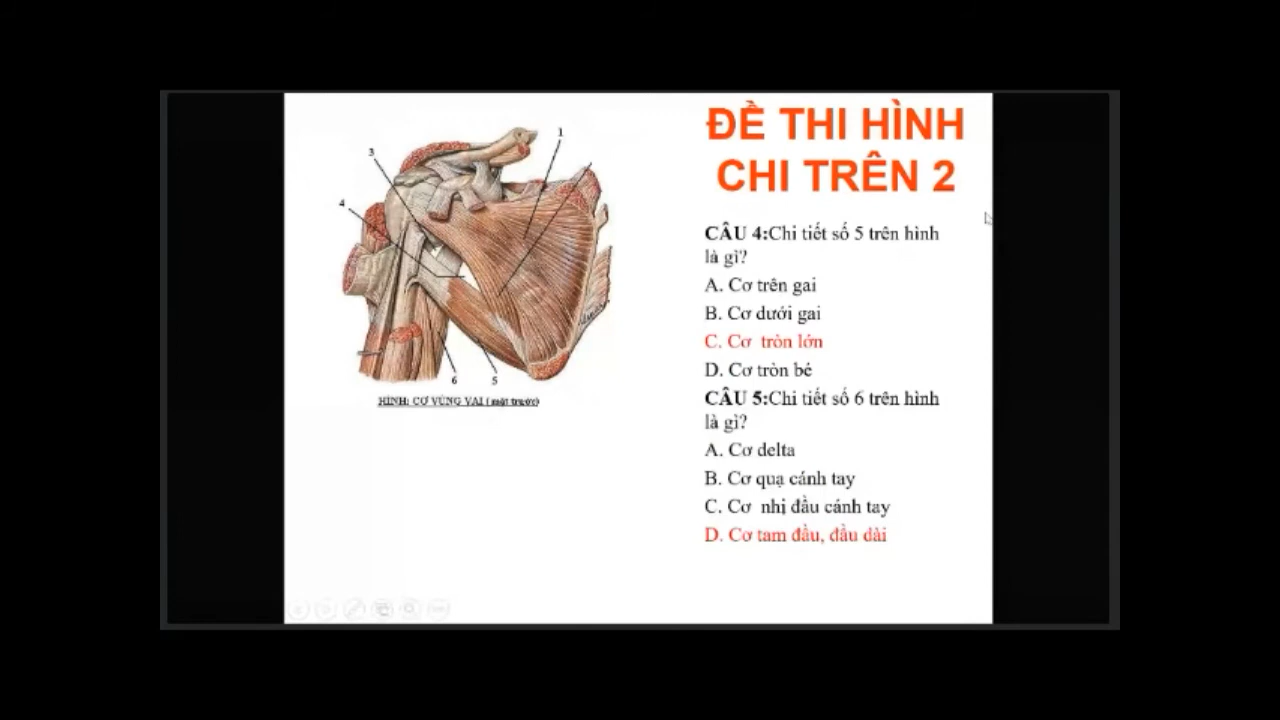 ĐỀ THI HÌNH
CHI TRÊN 2
1
3
4
6
5
HÌNH: CƠ VÙNG VAI (mặt trước)
CÂU 4:Chi tiết số 5 trên hình
là gì?
A. Cơ trên gai
B. Cơ dưới gai
C. Cơ tròn lớn
D. Cơ tròn bé
CÂU 5:Chi tiết số 6 trên hình
là gì?
A. Cơ delta
B. Cơ quạ cánh tay
C. Cơ nhị đầu cánh tay
D. Cơ tam đầu, đầu dài